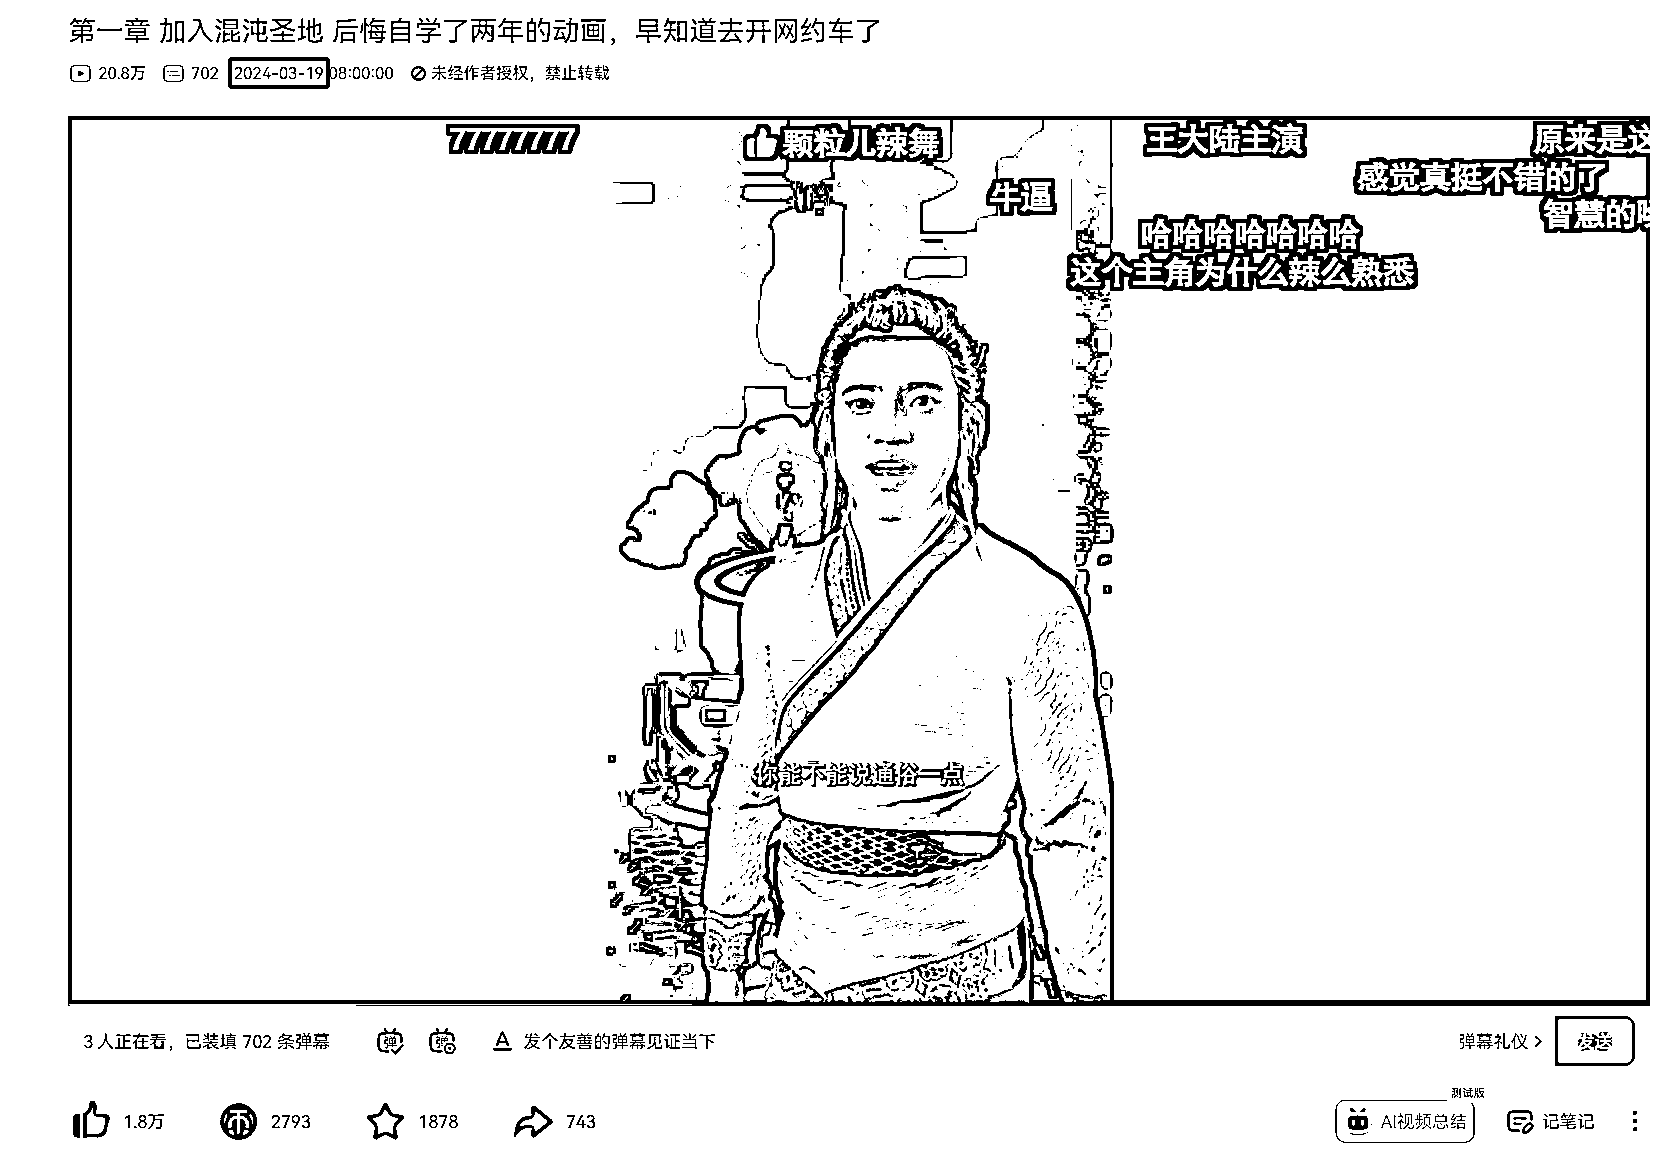 第一章 加入混沌圣地 后悔自学了两年的动画，早知道去开网约车了
20.8万 702 2024-03-19 08:00:00 未经作者授权，禁止转载
7777777
颗粒儿辣舞
王大陆主演
原来是这
感觉真挺不错的了
牛逼
智慧的
哈哈哈哈哈哈哈
这个主角为什么辣么熟悉
你能不能说通俗一点
3 人正在看，已装填 702 条弹幕 弹 弹 A 发个友善的弹幕见证当下 弹幕礼仪 发送
测试版
1.8万 2793 1878 743 AI视频总结 记笔记